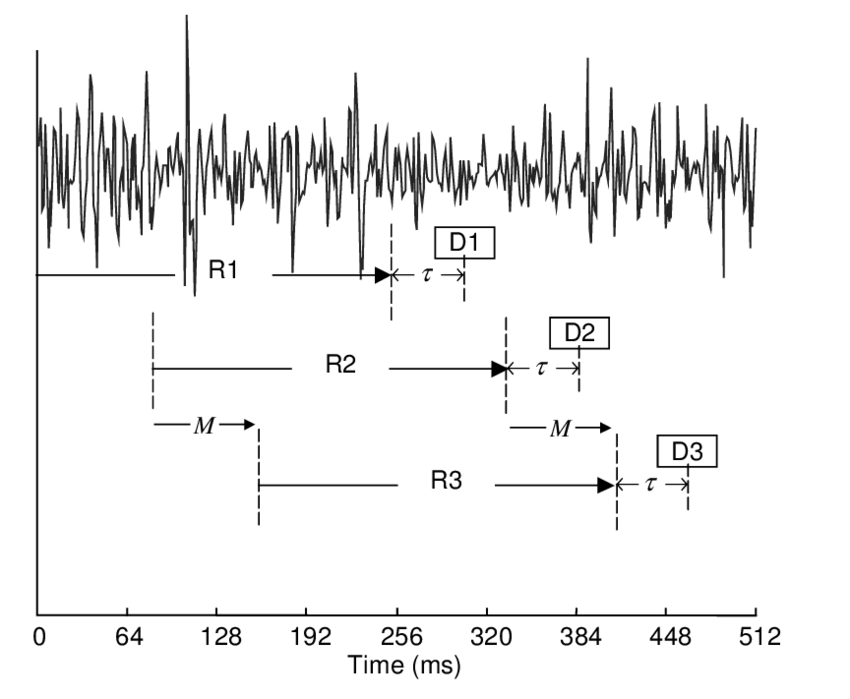 D1
R1
τ
D2
R2
τ
M
M
D3
R3
τ
0 64 128 192 256 320 384 448 512
Time (ms)